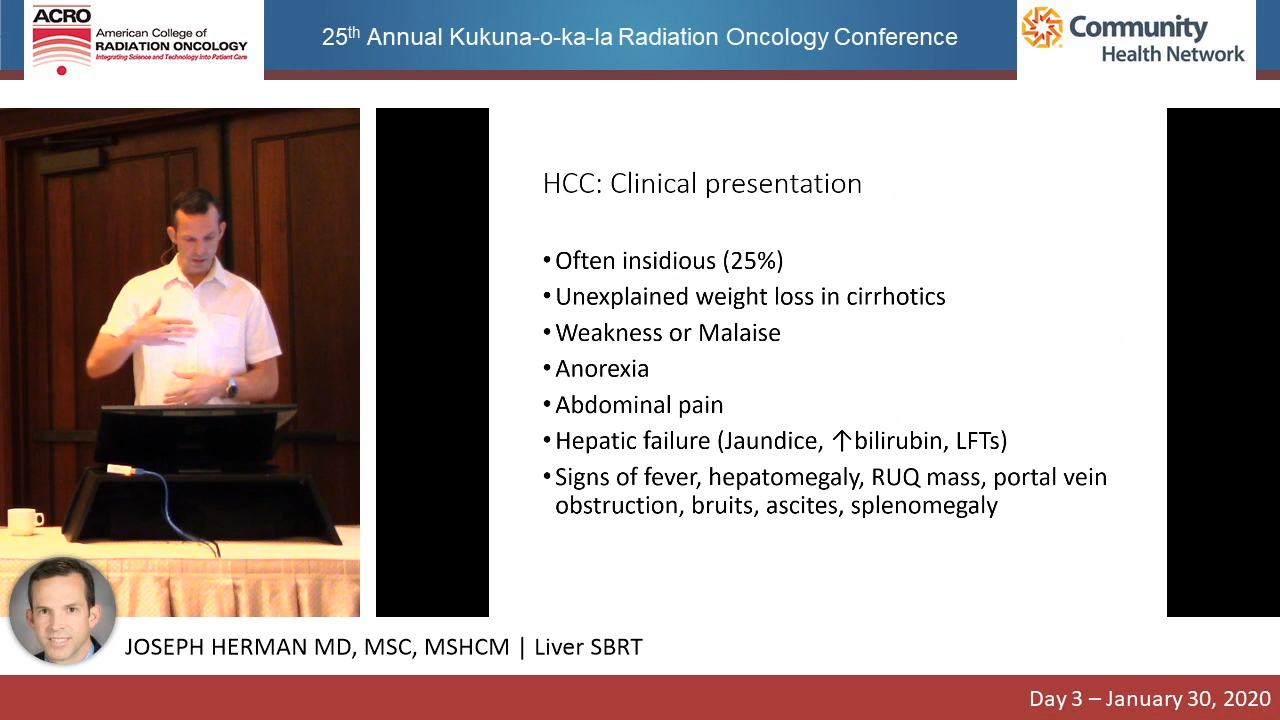 ACRO
American College of
RADIATION ONCOLOGY
Integrating Science and Technology Into Patient Care
25th Annual Kukuna-o-ka-la Radiation Oncology Conference
Community
Health Network
HCC: Clinical presentation
• Often insidious (25%)
• Unexplained weight loss in cirrhotics
• Weakness or Malaise
• Anorexia
• Abdominal pain
• Hepatic failure (Jaundice, ↑bilirubin, LFTs)
• Signs of fever, hepatomegaly, RUQ mass, portal vein
obstruction, bruits, ascites, splenomegaly
JOSEPH HERMAN MD, MSC, MSHCM | Liver SBRT
Day 3 – January 30, 2020